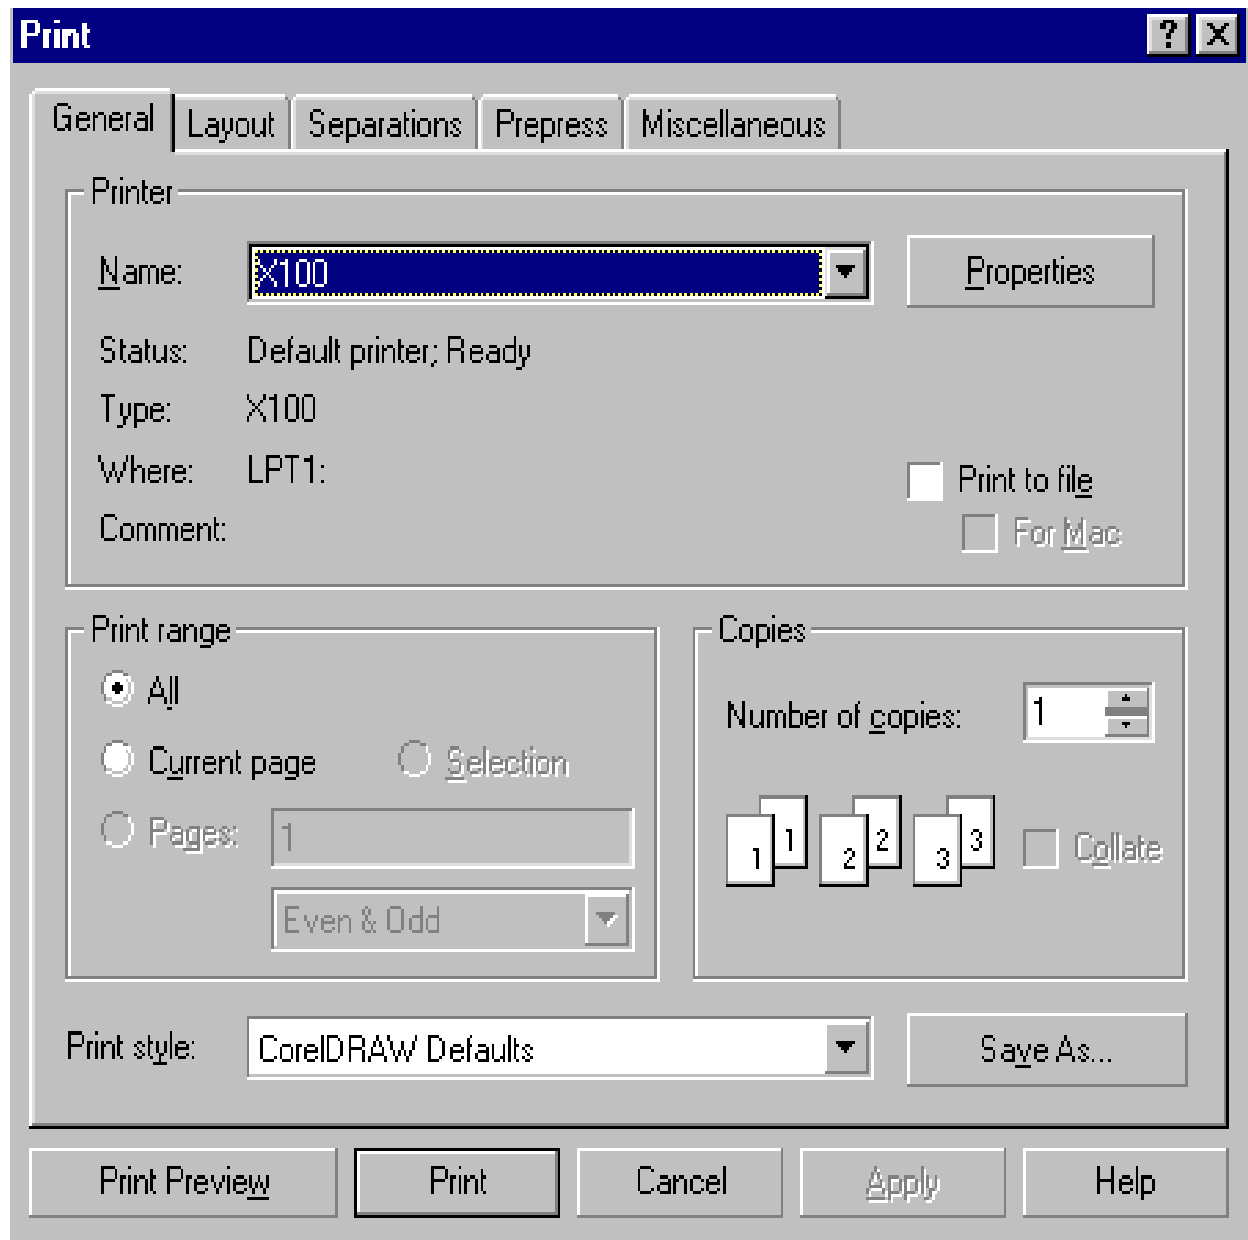 Print
General Layout Separations Prepress Miscellaneous
Printer
Name: X100 Properties
Status: Default printer; Ready
Type: X100
Where: LPT1:
Print to file
Comment:
For Mac
Print range
All
Current page Selection
Pages: 1
Even & Odd
Copies
Number of copies: 1
1 1 2 2 3 3 Collate
Print style: CorelDRAW Defaults Save As...
Print Preview Print Cancel Apply Help